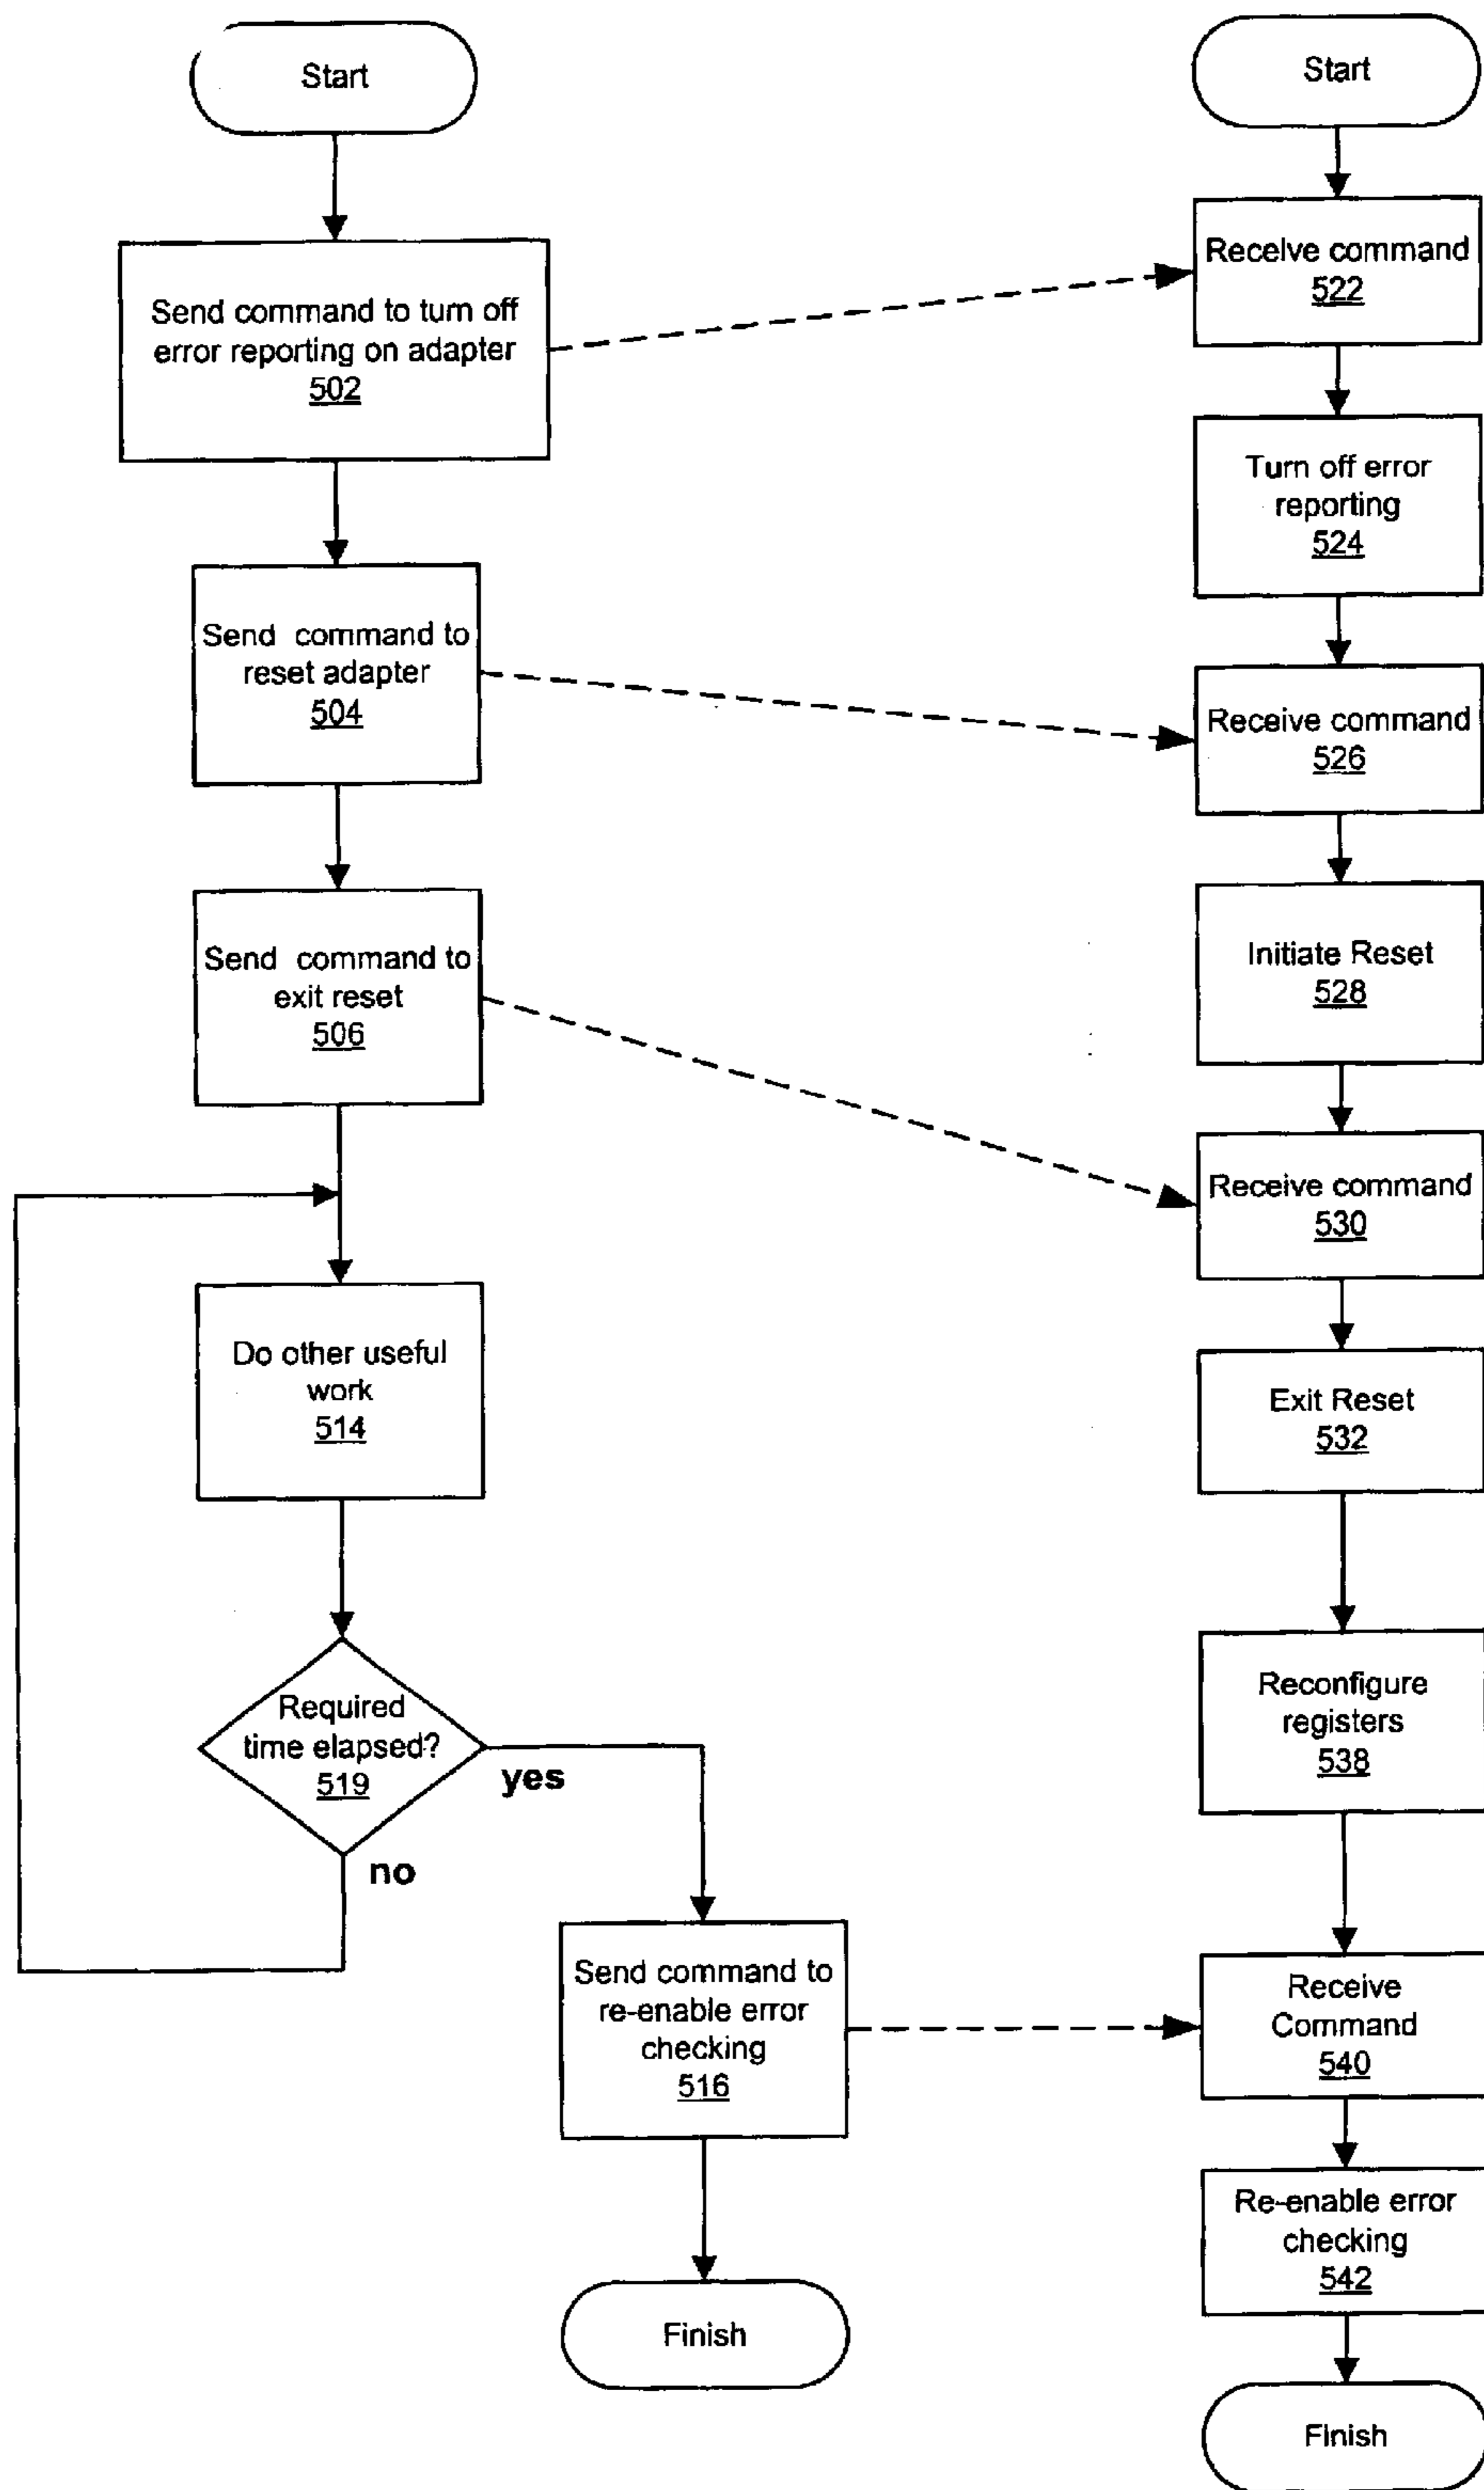 Start
Send command to turn off
error reporting on adapter
502
Send command to
reset adapter
504
Send command to
exit reset
506
Do other useful
work
514
Required
time elapsed?
519
yes
no
Send command to
re-enable error
checking
516
Finish
Start
Receive command
522
Turn off error
reporting
524
Receive command
526
Initiate Reset
528
Receive command
530
Exit Reset
532
Reconfigure
registers
538
Receive
Command
540
Re-enable error
checking
542
Finish